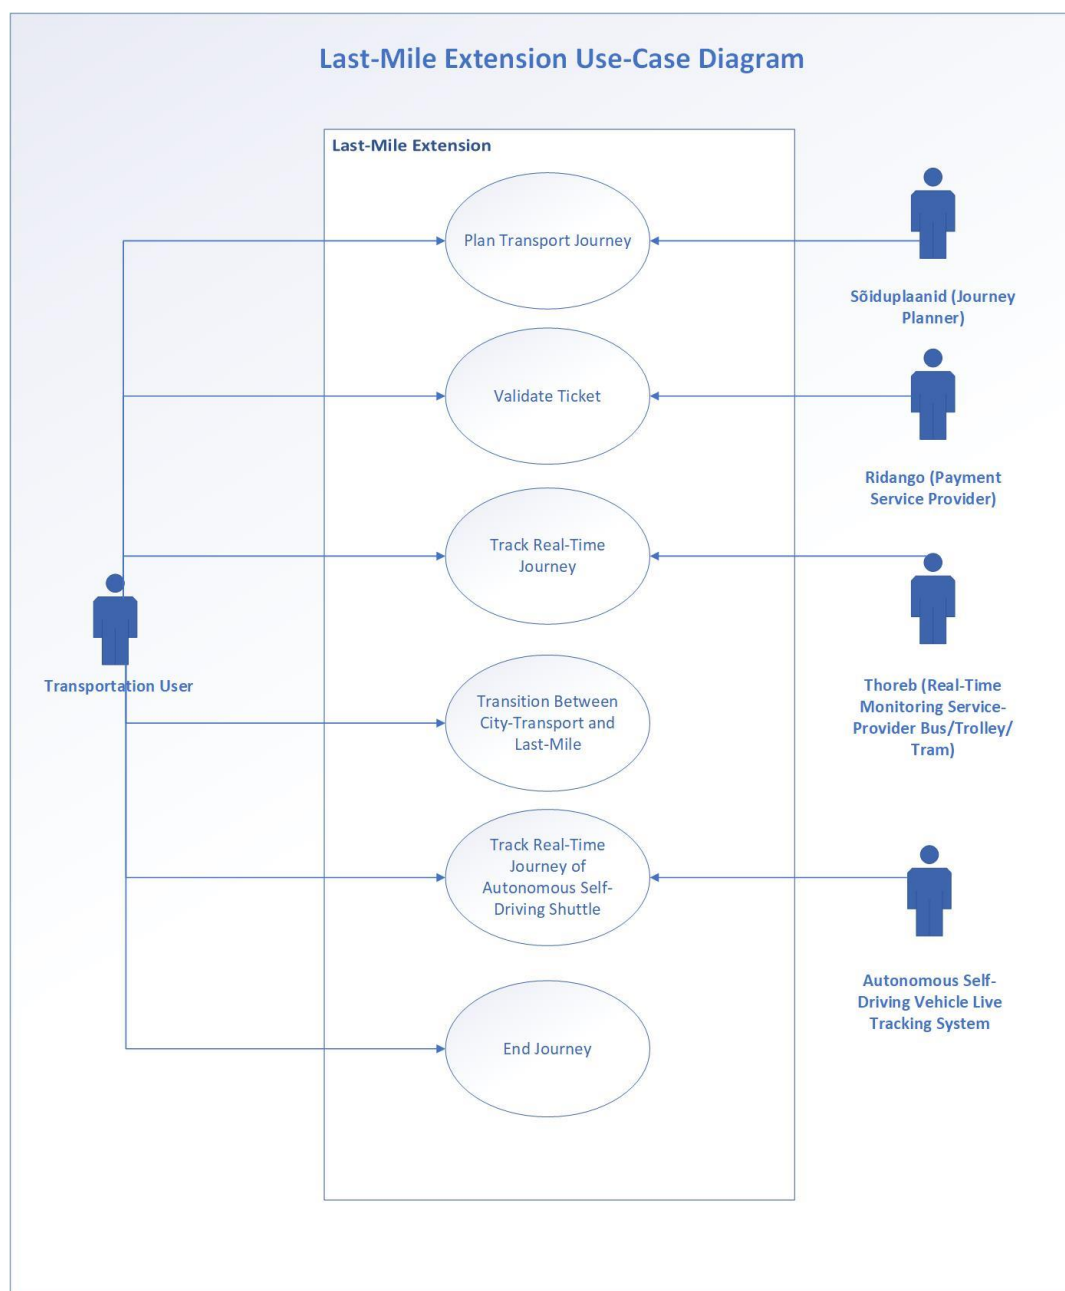 Last-Mile Extension Use-Case Diagram
Last-Mile Extension
Plan Transport Journey
Sõiduplaanid (Journey
Planner)
Validate Ticket
Ridango (Payment
Service Provider)
Track Real-Time
Journey
Transportation User
Thoreb (Real-Time
Monitoring Service-
Provider Bus/Trolley/
Tram)
Transition Between
City-Transport and
Last-Mile
Track Real-Time
Journey of
Autonomous Self-
Driving Shuttle
Autonomous Self-
Driving Vehicle Live
Tracking System
End Journey